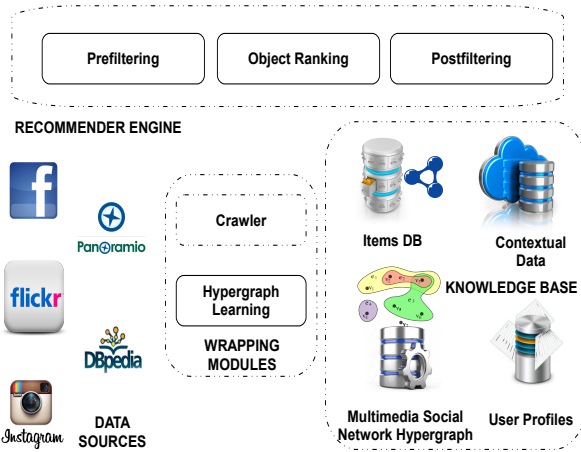 Prefiltering
Object Ranking
Postfiltering
RECOMMENDER ENGINE
f
Panoramio
flickr
DBpedia
Instagram
DATA
SOURCES
Crawler
Hypergraph
Learning
WRAPPING
MODULES
Items DB
Contextual
Data
KNOWLEDGE BASE
Multimedia Social
Network Hypergraph
User Profiles